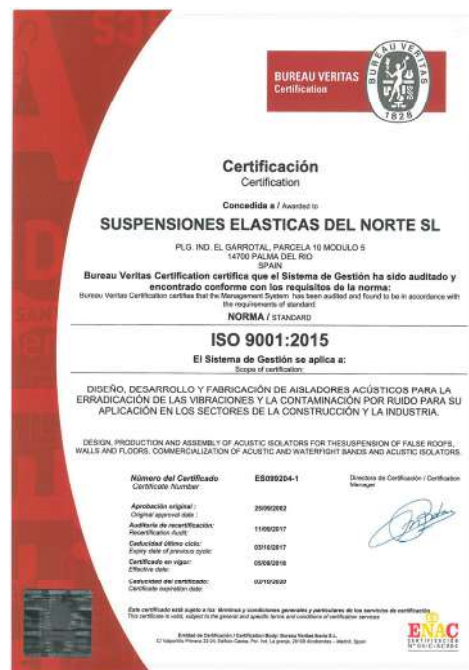 BUREAU VERITAS
Certification
BUREAU VERITAS
1828
Certificación
Certification
Concedida a / Awarded to
SUSPENSIONES ELASTICAS DEL NORTE SL
PLG. IND. EL GARROTAL, PARCELA 10 MODULO 5
14700 PALMA DEL RIO
SPAIN
Bureau Veritas Certification certifica que el Sistema de Gestión ha sido auditado y
encontrado conforme con los requisitos de la norma:
Bureau Veritas Certification certifies that the Management System has been audited and found to be in accordance with
the requirements of standard:
NORMA / STANDARD
ISO 9001:2015
El Sistema de Gestión se aplica a:
Scope of certification:
DISEÑO, DESARROLLO Y FABRICACIÓN DE AISLADORES ACÚSTICOS PARA LA
ERRADICACIÓN DE LAS VIBRACIONES Y LA CONTAMINACIÓN POR RUIDO PARA SU
APLICACIÓN EN LOS SECTORES DE LA CONSTRUCCIÓN Y LA INDUSTRIA.
DESIGN, PRODUCTION AND ASSEMBLY OF ACUSTIC ISOLATORS FOR THESUSPENSION OF FALSE ROOFS,
WALLS AND FLOORS. COMMERCIALIZATION OF ACUSTIC AND WATERFIGHT BANDS AND ACUSTIC ISOLATORS.
Número del Certificado ES099204-1
Certificate Number
Directora de Certificación / Certification
Manager
Aprobación original :
Original approval date :
Auditoría de recertificación: 11/09/2017
Recertification Audit:
Caducidad último ciclo: 03/10/2017
Expiry date of previous cycle:
Certificado en vigor:
Effective date:
Caducidad del certificado: 03/10/2020
Certificate expiration date:
Este certificado está sujeto a los términos y condiciones generales y particulares de los servicios de certificación
This certificate is valid, subject to the general and specific terms and conditions of certification services
Entidad de Certificación / Certification Body: Bureau Veritas Iberia S.L.
ENAC
CERTIFICACIÓN